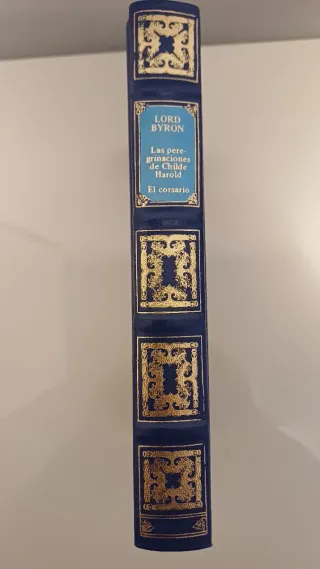 LORD
BYRON
Las pere-
grinaciones
de Childe
Harold
El corsario